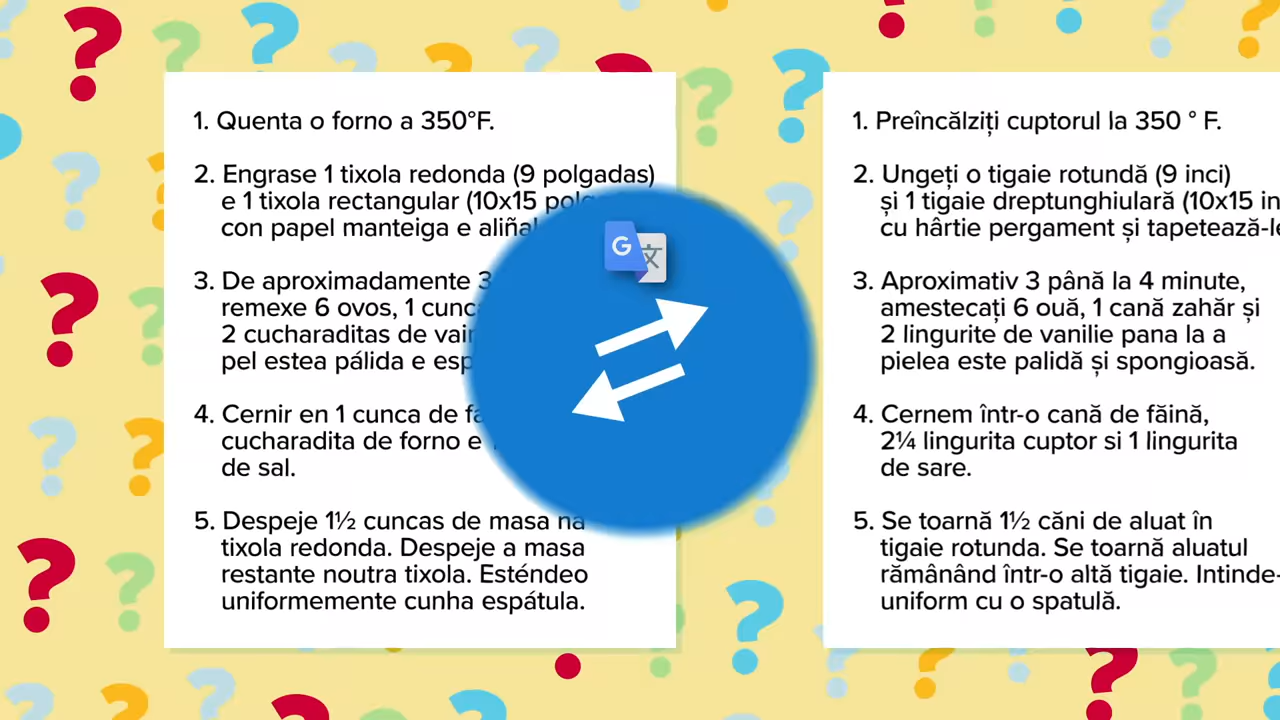 1. Quenta o forno a 350°F.
2. Engrase 1 tixola redonda (9 polgadas)
e 1 tixola rectangular (10x15
con papel manteiga e
3. De aproximadamente 3
remexe 6 ovos, 1
2 cucharaditas de
pel estea pálida e
4. Cernir en 1 cunca de
cucharadita de forno e
de sal.
5. Despeje 1½ cuncas de masa na
tixola redonda. Despeje a masa
restante noutra tixola. Esténdeo
uniformemente cunha espátula.
G 文
1. Preîncălziți cuptorul la 350 ° F.
2. Ungeți o tigaie rotundă (9 inci)
și 1 tigaie dreptunghiulară (10x15
cu hârtie pergament și
3. Aproximativ 3 până la 4 minute,
amestecați 6 ouă, 1 cană zahăr și
2 lingurite de vanilie pana la a
pielea este palidă și spongioasă.
4. Cernem într-o cană de făină,
2¼ lingurita cuptor si 1 lingurita
de sare.
5. Se toarnă 1½ căni de aluat în
tigaie rotunda. Se toarnă aluatul
rămânând într-o altă tigaie. Intinde-
uniform cu o spatulă.